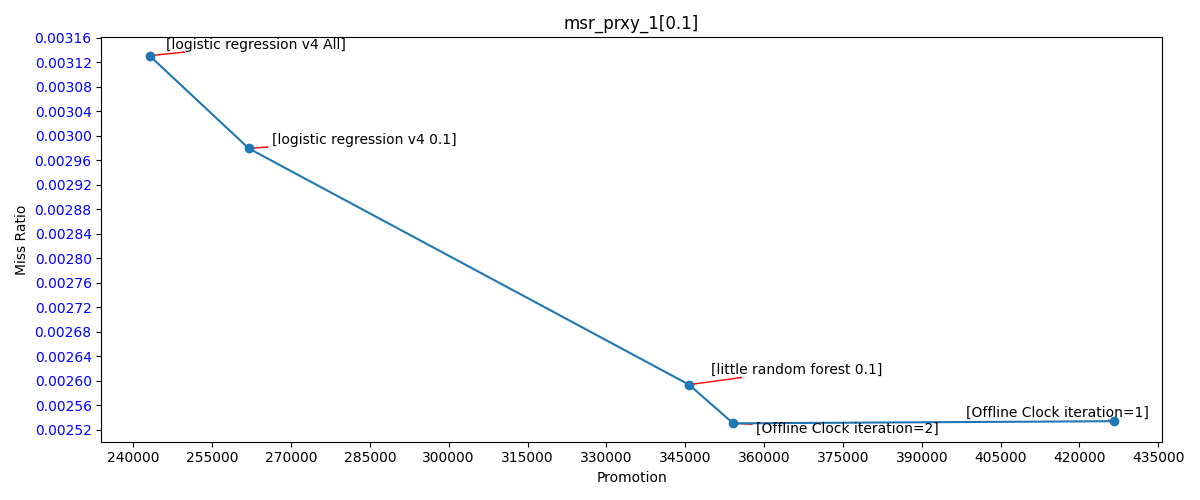 msr_prxy_1[0.1]
0.00316
0.00312
0.00308
0.00304
0.00300
0.00296
0.00292
0.00288
0.00284
0.00280
0.00276
0.00272
0.00268
0.00264
0.00260
0.00256
0.00252
Miss Ratio
[logistic regression v4 All]
[logistic regression v4 0.1]
[little random forest 0.1]
[Offline Clock iteration=1]
[Offline Clock iteration=2]
240000 255000 270000 285000 300000 315000 330000 345000 360000 375000 390000 405000 420000 435000
Promotion